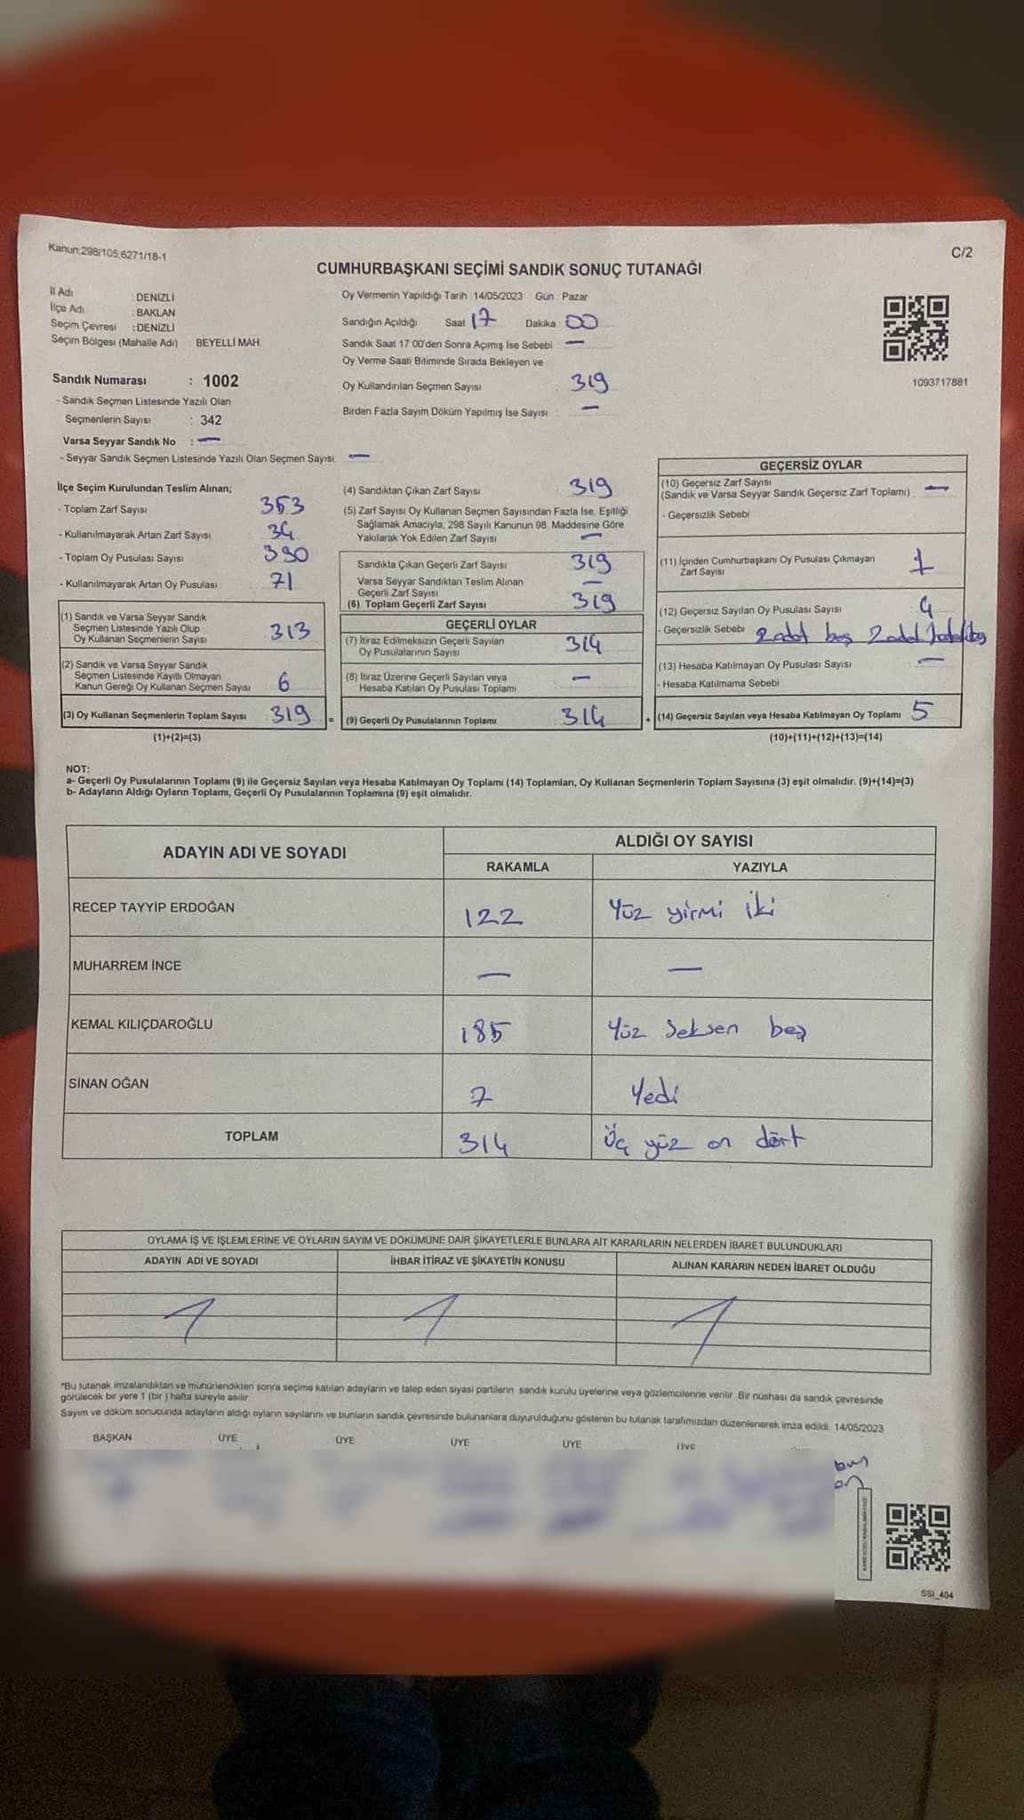 Kanun;298/105;6271/18-1
C/2
CUMHURBAŞKANI SEÇİMİ SANDIK SONUÇ TUTANAĞI
İl Adı : DENİZLİ
İlçe Adı : BAKLAN
Seçim Çevresi : DENİZLİ
Seçim Bölgesi (Mahalle Adı) BEYELLİ MAH.
Sandık Numarası : 1002
- Sandık Seçmen Listesinde Yazılı Olan
Seçmenlerin Sayısı : 342
Varsa Seyyar Sandık No : —
- Seyyar Sandık Seçmen Listesinde Yazılı Olan Seçmen Sayısı: —
Oy Vermenin Yapıldığı Tarih 14/05/2023 Gün : Pazar
Sandığın Açıldığı Saat 17 Dakika : 00
Sandık Saat 17:00'den Sonra Açımış İse Sebebi —
Oy Verme Saati Bitiminde Sırada Bekleyen ve
Oy Kullandırılan Seçmen Sayısı 319
Birden Fazla Sayım Döküm Yapılmış İse Sayısı : —
1093717881
İlçe Seçim Kurulundan Teslim Alınan;
- Toplam Zarf Sayısı 353
- Kullanılmayarak Artan Zarf Sayısı 34
- Toplam Oy Pusulası Sayısı 390
- Kullanılmayarak Artan Oy Pusulası 71
(1) Sandık ve Varsa Seyyar Sandık
Seçmen Listesinde Yazılı Olup
Oy Kullanan Seçmenlerin Sayısı 313
(2) Sandık ve Varsa Seyyar Sandık
Seçmen Listesinde Kayıtlı Olmayan
Kanun Gereği Oy Kullanan Seçmen Sayısı 6
(3) Oy Kullanan Seçmenlerin Toplam Sayısı 319 =
(1)+(2)=(3)
(4) Sandıktan Çıkan Zarf Sayısı 319
(5) Zarf Sayısı Oy Kullanan Seçmen Sayısından Fazla İse, Eşitliği
Sağlamak Amacıyla, 298 Sayılı Kanunun 98. Maddesine Göre
Yakılarak Yok Edilen Zarf Sayısı —
Sandıkta Çıkan Geçerli Zarf Sayısı 319
Varsa Seyyar Sandıktan Teslim Alınan
Geçerli Zarf Sayısı —
(6) Toplam Geçerli Zarf Sayısı 319
GEÇERLİ OYLAR
(7) İtiraz Edilmeksizin Geçerli Sayılan
Oy Pusulalarının Sayısı 314
(8) İtiraz Üzerine Geçerli Sayılan veya
Hesaba Katılan Oy Pusulası Toplamı —
(9) Geçerli Oy Pusulalarının Toplamı 314 +
GEÇERSİZ OYLAR
(10) Geçersiz Zarf Sayısı
(Sandık ve Varsa Seyyar Sandık Geçersiz Zarf Toplamı) —
- Geçersizlik Sebebi
(11) İçinden Cumhurbaşkanı Oy Pusulası Çıkmayan
Zarf Sayısı 1
(12) Geçersiz Sayılan Oy Pusulası Sayısı 4
- Geçersizlik Sebebi 2 adet boş 2 adet
(13) Hesaba Katılmayan Oy Pusulası Sayısı —
- Hesaba Katılmama Sebebi
(14) Geçersiz Sayılan veya Hesaba Katılmayan Oy Toplamı 5
(10)+(11)+(12)+(13)=(14)
NOT:
a- Geçerli Oy Pusulalarının Toplamı (9) ile Geçersiz Sayılan veya Hesaba Katılmayan Oy Toplamı (14) Toplamları, Oy Kullanan Seçmenlerin Toplam Sayısına (3) eşit olmalıdır. (9)+(14)=(3)
b- Adayların Aldığı Oyların Toplamı, Geçerli Oy Pusulalarının Toplamına (9) eşit olmalıdır.
ADAYIN ADI VE SOYADI
ALDIĞI OY SAYISI
RAKAMLA YAZIYLA
RECEP TAYYİP ERDOĞAN 122 Yüz yirmi iki
MUHARREM İNCE — —
KEMAL KILIÇDAROĞLU 185 Yüz Seksen beş
SİNAN OĞAN 7 Yedi
TOPLAM 314 Üç yüz on dört
OYLAMA İŞ VE İŞLEMLERİNE VE OYLARIN SAYIM VE DÖKÜMÜNE DAİR ŞİKAYETLERLE BUNLARA AİT KARARLARIN NELERDEN İBARET BULUNDUKLARI
ADAYIN ADI VE SOYADI İHBAR İTİRAZ VE ŞİKAYETİN KONUSU ALINAN KARARIN NEDEN İBARET OLDUĞU
*Bu tutanak imzalandıktan ve mühürlendikten sonra seçime katılan adayların ve talep eden siyasi partilerin sandık kurulu üyelerine veya gözlemcilerine verilir. Bir nüshası da sandık çevresinde
görülecek bir yere 1 (bir) hafta süreyle asılır.
Sayım ve döküm sonucunda adayların aldığı oyların sayılarını ve bunların sandık çevresinde bulunanlara duyurulduğunu gösteren bu tutanak tarafımızdan düzenlenerek imza edildi. 14/05/2023
BAŞKAN ÜYE ÜYE ÜYE ÜYE ÜYE
SSI_404